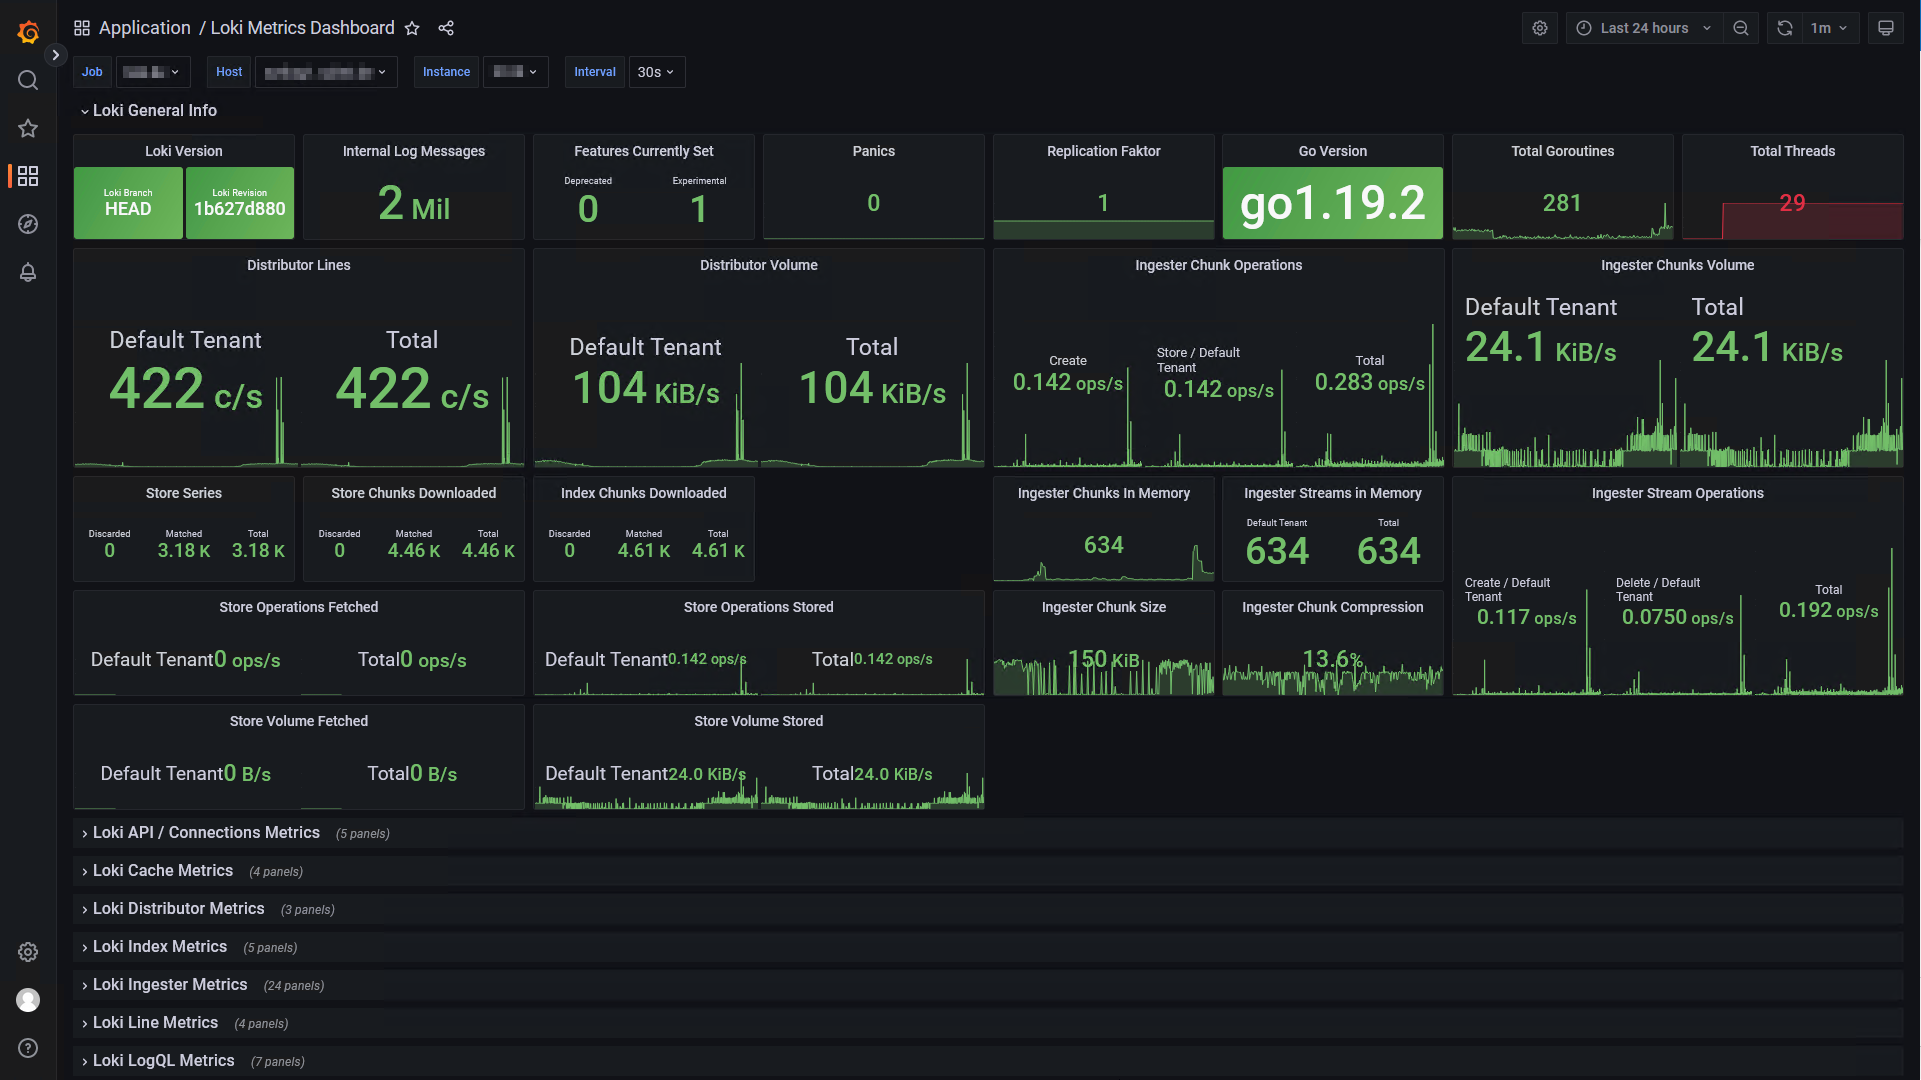 Application / Loki Metrics Dashboard
Last 24 hours
1m
Job
Host
Instance
Interval 30s
Loki General Info
Loki Version
Loki Branch
HEAD
Loki Revision
1b627d880
Internal Log Messages
2 Mil
Features Currently Set
Deprecated
0
Experimental
1
Panics
0
Replication Faktor
1
Go Version
go1.19.2
Total Goroutines
281
Total Threads
29
Distributor Lines
Default Tenant
422 c/s
Total
422 c/s
Distributor Volume
Default Tenant
104 KiB/s
Total
104 KiB/s
Ingester Chunk Operations
Create
0.142 ops/s
Store / Default
Tenant
0.142 ops/s
Total
0.283 ops/s
Ingester Chunks Volume
Default Tenant
24.1 KiB/s
Total
24.1 KiB/s
Store Series
Discarded
0
Matched
3.18 K
Total
3.18 K
Store Chunks Downloaded
Discarded
0
Matched
4.46 K
Total
4.46 K
Index Chunks Downloaded
Discarded
0
Matched
4.61 K
Total
4.61 K
Ingester Chunks In Memory
634
Ingester Streams in Memory
Default Tenant
634
Total
634
Ingester Stream Operations
Create / Default
Tenant
0.117 ops/s
Delete / Default
Tenant
0.0750 ops/s
Total
0.192 ops/s
Store Operations Fetched
Default Tenant0 ops/s
Total0 ops/s
Store Operations Stored
Default Tenant0.142 ops/s
Total0.142 ops/s
Ingester Chunk Size
150 KiB
Ingester Chunk Compression
13.6%
Store Volume Fetched
Default Tenant0 B/s
Total0 B/s
Store Volume Stored
Default Tenant24.0 KiB/s
Total24.0 KiB/s
Loki API / Connections Metrics (5 panels)
Loki Cache Metrics (4 panels)
Loki Distributor Metrics (3 panels)
Loki Index Metrics (5 panels)
Loki Ingester Metrics (24 panels)
Loki Line Metrics (4 panels)
Loki LogQL Metrics (7 panels)